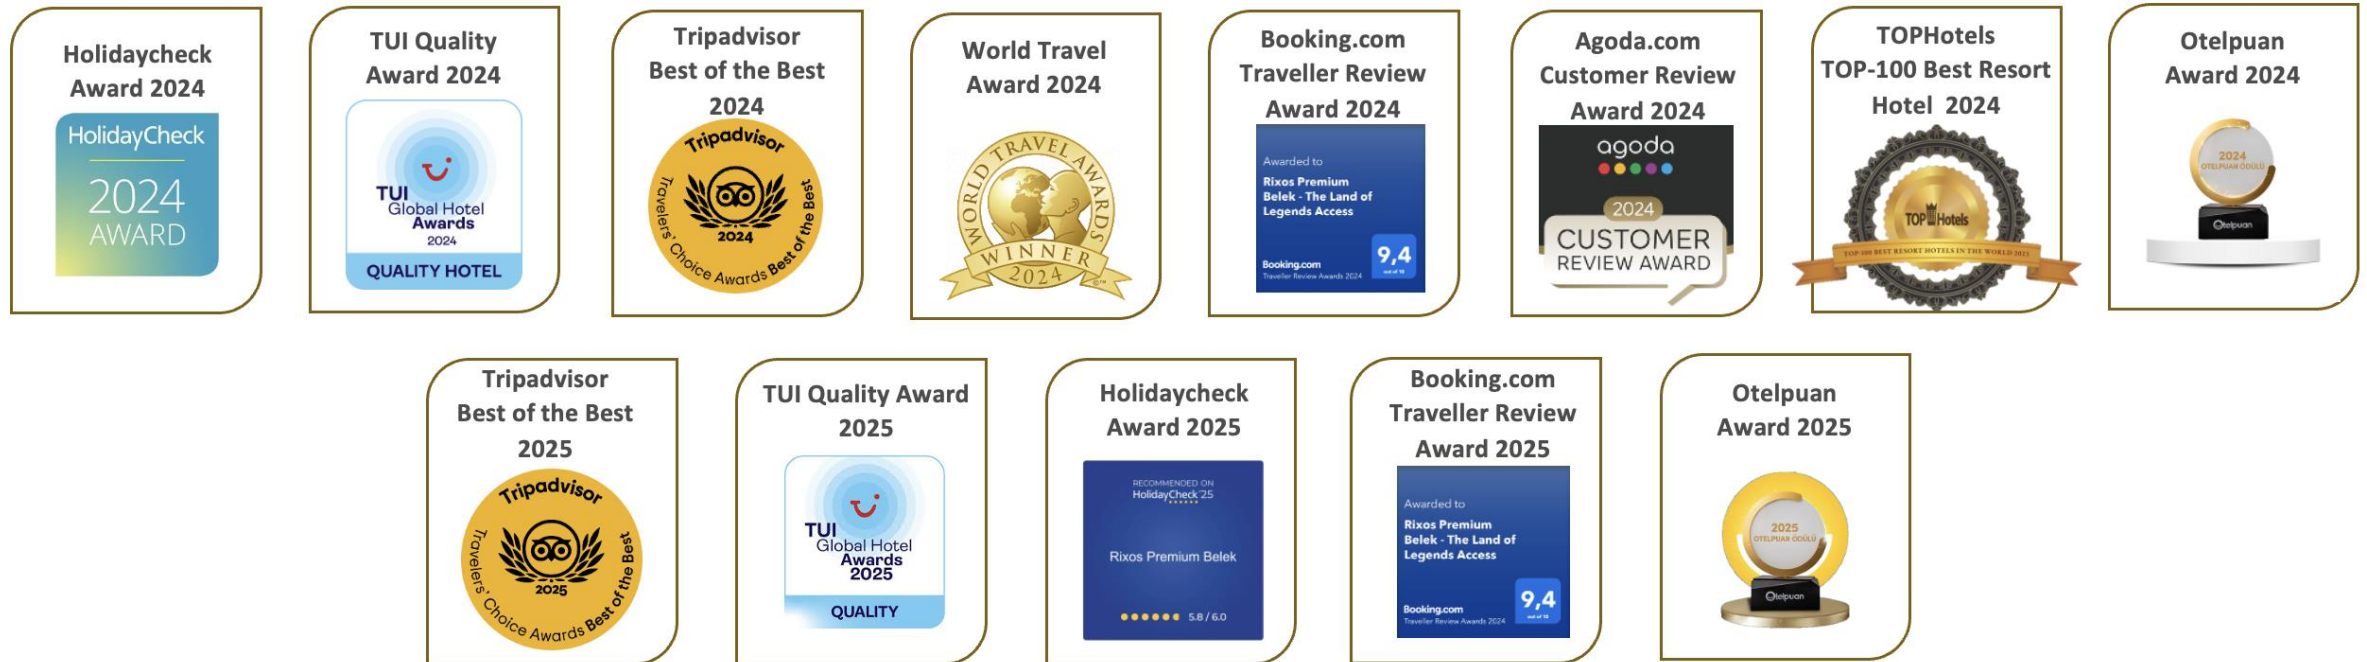 Holidaycheck
Award 2024
HolidayCheck
2024
AWARD
TUI Quality
Award 2024
TUI
Global Hotel
Awards
2024
QUALITY HOTEL
Tripadvisor
Best of the Best
2024
Tripadvisor
2024
Travelers' Choice Awards Best of the Best
World Travel
Award 2024
WORLD TRAVEL AWARDS
WINNER
2024
Booking.com
Traveller Review
Award 2024
Awarded to
Rixos Premium
Belek - The Land of
Legends Access
9,4
out of 10
Booking.com
Traveller Review Awards 2024
Agoda.com
Customer Review
Award 2024
agoda
2024
CUSTOMER
REVIEW AWARD
TOPHotels
TOP-100 Best Resort
Hotel 2024
TOP Hotels
TOP-100 BEST RESORT HOTELS IN THE WORLD 2023
Otelpuan
Award 2024
2024
OTELPUAN ÖDÜLÜ
Otelpuan
Tripadvisor
Best of the Best
2025
Tripadvisor
2025
Travelers' Choice Awards Best of the Best
TUI Quality Award
2025
TUI
Global Hotel
Awards
2025
QUALITY
Holidaycheck
Award 2025
RECOMMENDED ON
HolidayCheck'25
Rixos Premium Belek
5.8 / 6.0
Booking.com
Traveller Review
Award 2025
Awarded to
Rixos Premium
Belek - The Land of
Legends Access
9,4
out of 10
Booking.com
Traveller Review Awards 2024
Otelpuan
Award 2025
2025
OTELPUAN ÖDÜLÜ
Otelpuan